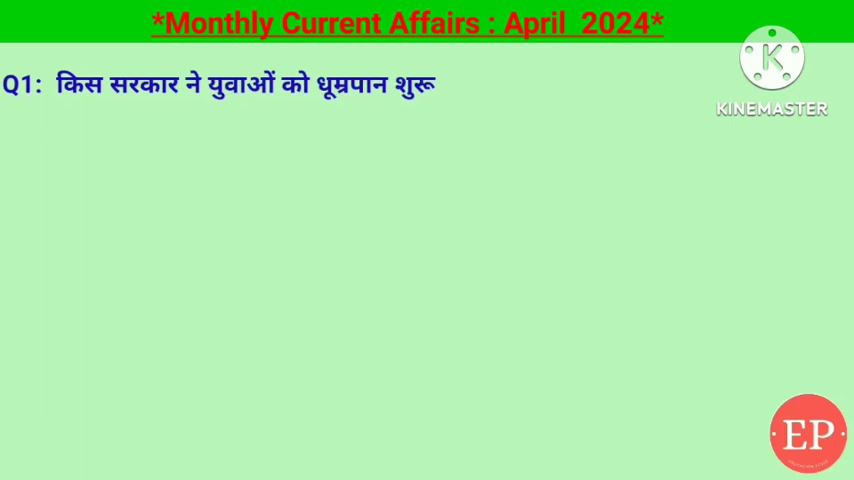 *Monthly Current Affairs : April 2024*
K
KINEMASTER
Q1: किस सरकार ने युवाओं को धूम्रपान शुरू
EP